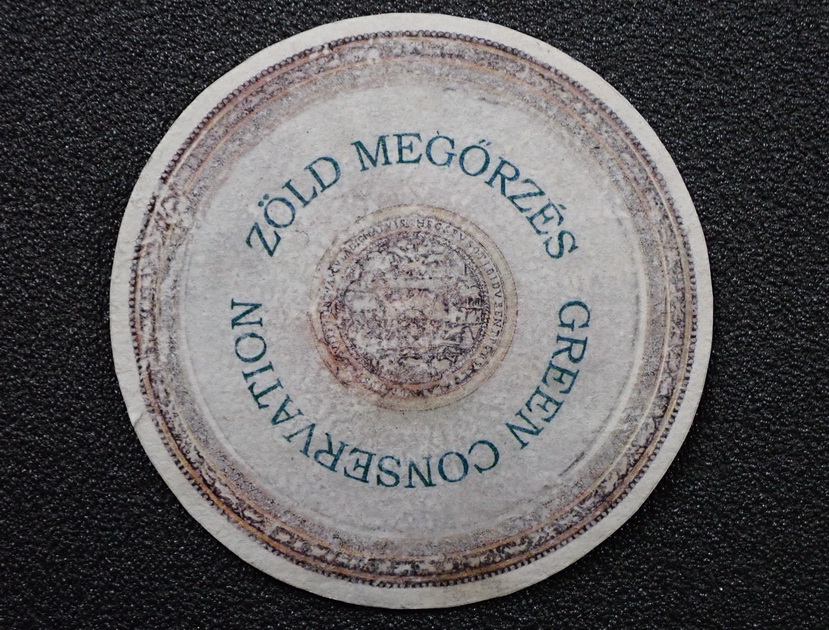 ZÖLD MEGŐRZÉS
GREEN CONSERVATION